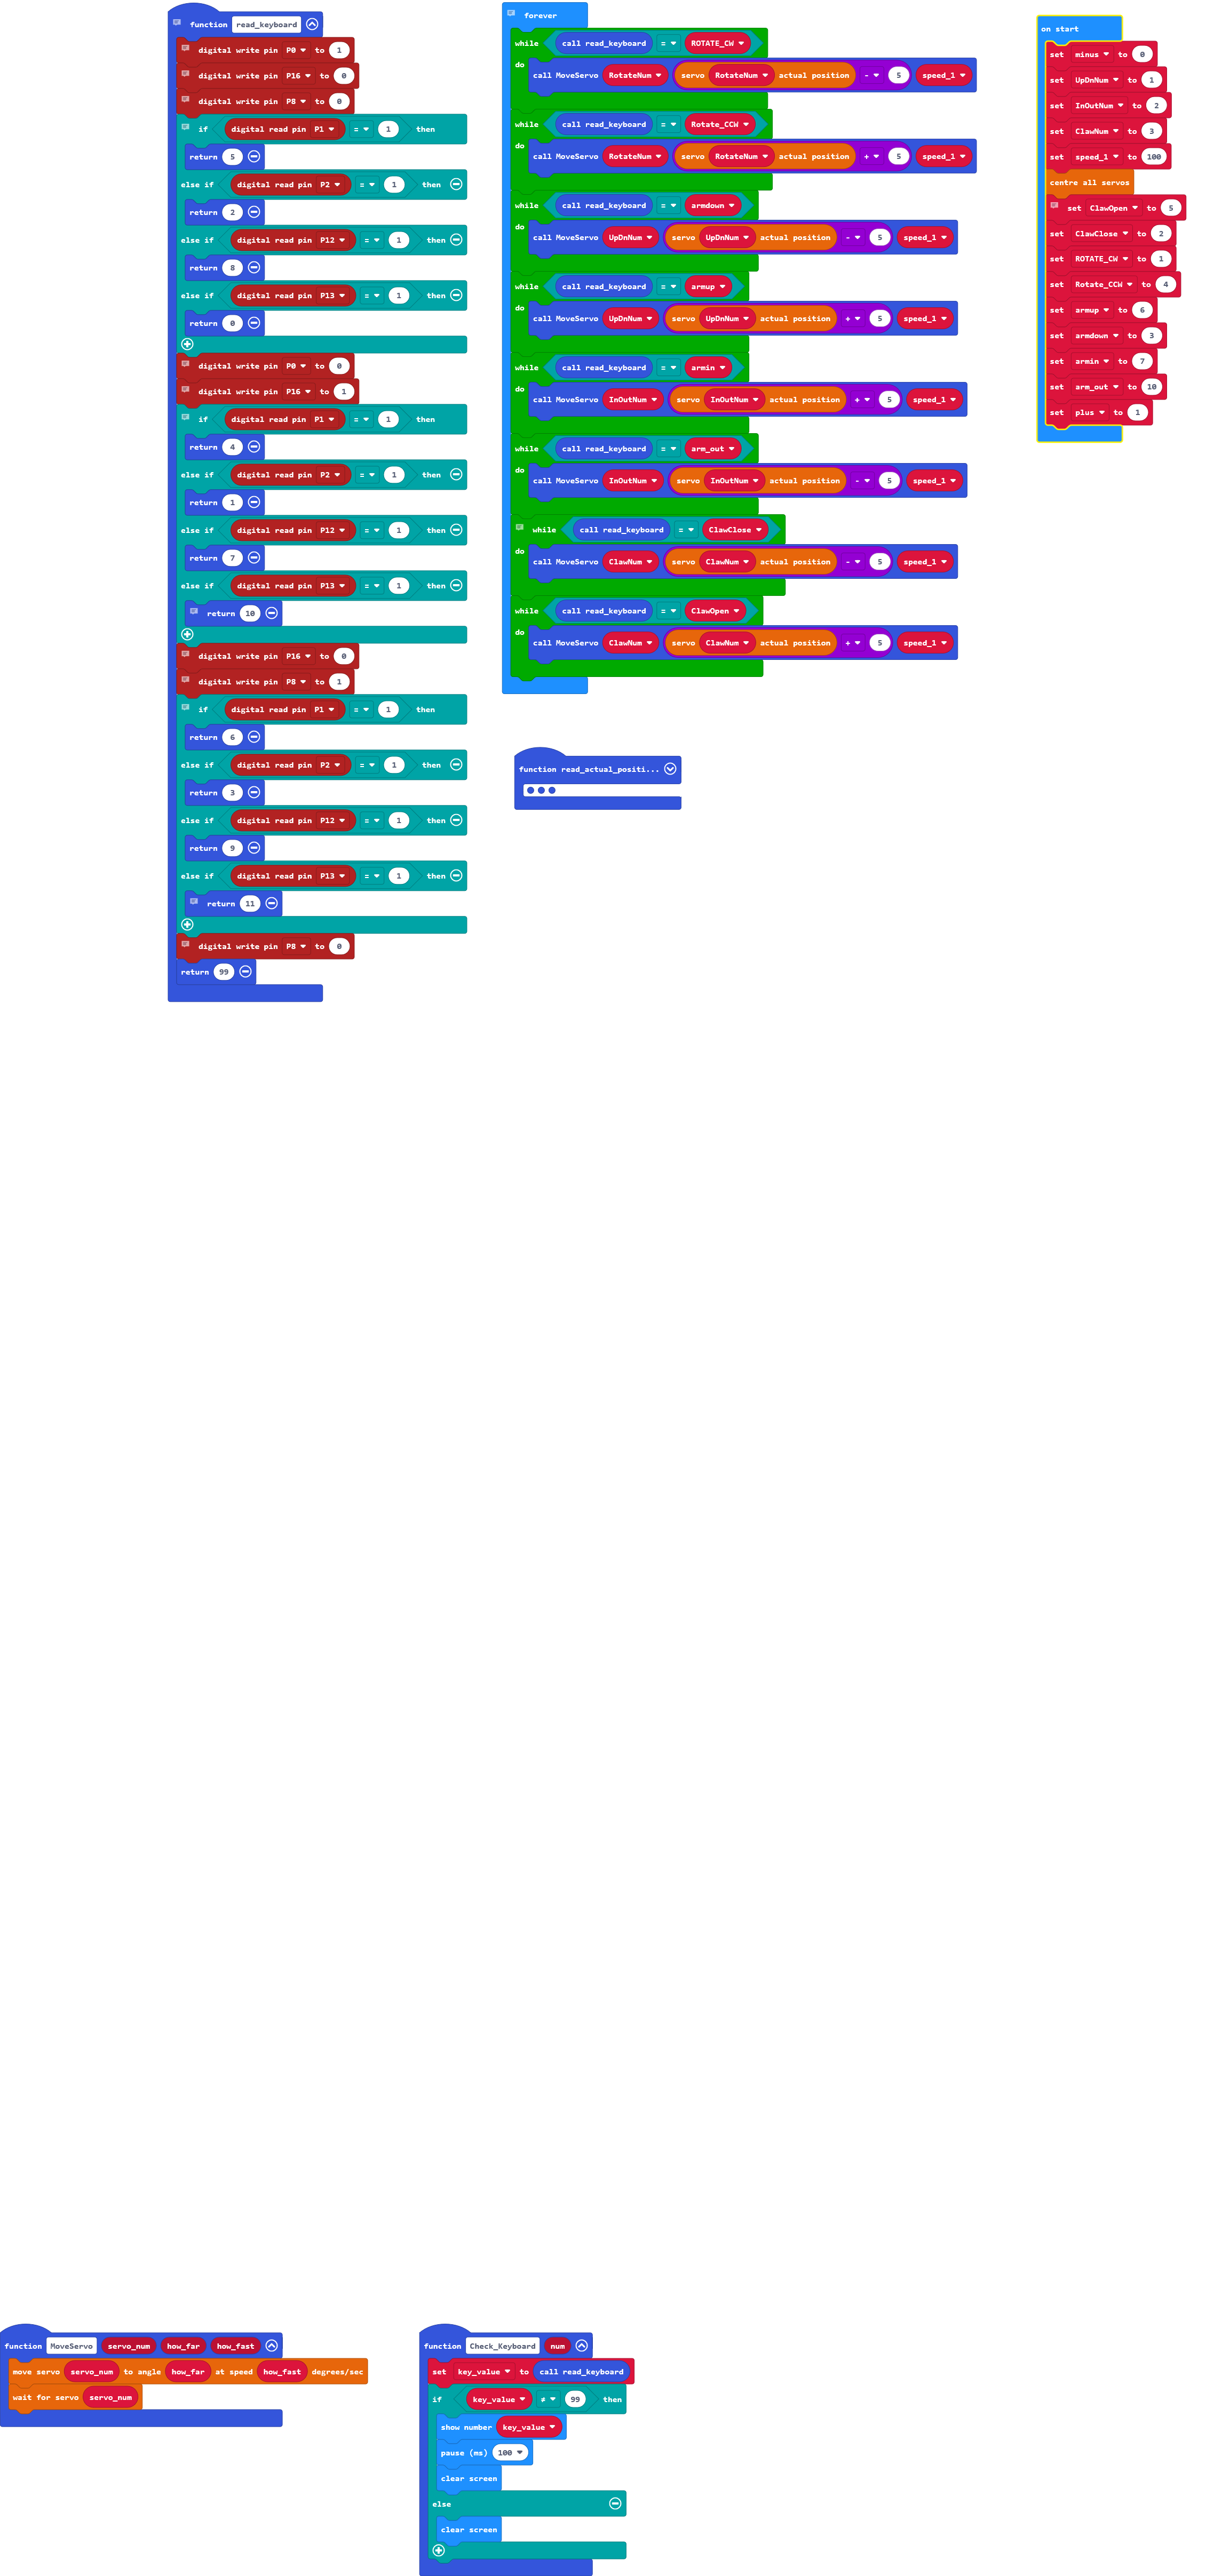 function read_keyboard
digital write pin P0 to 1
digital write pin P16 to 0
digital write pin P8 to 0
if digital read pin P1 = 1 then
return 5
else if digital read pin P2 = 1 then
return 2
else if digital read pin P12 = 1 then
return 8
else if digital read pin P13 = 1 then
return 0
digital write pin P0 to 0
digital write pin P16 to 1
if digital read pin P1 = 1 then
return 4
else if digital read pin P2 = 1 then
return 1
else if digital read pin P12 = 1 then
return 7
else if digital read pin P13 = 1 then
return 10
digital write pin P16 to 0
digital write pin P8 to 1
if digital read pin P1 = 1 then
return 6
else if digital read pin P2 = 1 then
return 3
else if digital read pin P12 = 1 then
return 9
else if digital read pin P13 = 1 then
return 11
digital write pin P8 to 0
return 99
forever
while call read_keyboard = ROTATE_CW
do call MoveServo RotateNum servo RotateNum actual position - 5 speed_1
while call read_keyboard = Rotate_CCW
do call MoveServo RotateNum servo RotateNum actual position + 5 speed_1
while call read_keyboard = armdown
do call MoveServo UpDnNum servo UpDnNum actual position - 5 speed_1
while call read_keyboard = armup
do call MoveServo UpDnNum servo UpDnNum actual position + 5 speed_1
while call read_keyboard = armin
do call MoveServo InOutNum servo InOutNum actual position + 5 speed_1
while call read_keyboard = arm_out
do call MoveServo InOutNum servo InOutNum actual position - 5 speed_1
while call read_keyboard = ClawClose
do call MoveServo ClawNum servo ClawNum actual position - 5 speed_1
while call read_keyboard = ClawOpen
do call MoveServo ClawNum servo ClawNum actual position + 5 speed_1
function read_actual_positi...
on start
set minus to 0
set UpDnNum to 1
set InOutNum to 2
set ClawNum to 3
set speed_1 to 100
centre all servos
set ClawOpen to 5
set ClawClose to 2
set ROTATE_CW to 1
set Rotate_CCW to 4
set armup to 6
set armdown to 3
set armin to 7
set arm_out to 10
set plus to 1
function MoveServo servo_num how_far how_fast
move servo servo_num to angle how_far at speed how_fast degrees/sec
wait for servo servo_num
function Check_Keyboard num
set key_value to call read_keyboard
if key_value ≠ 99 then
show number key_value
pause (ms) 100
clear screen
else
clear screen